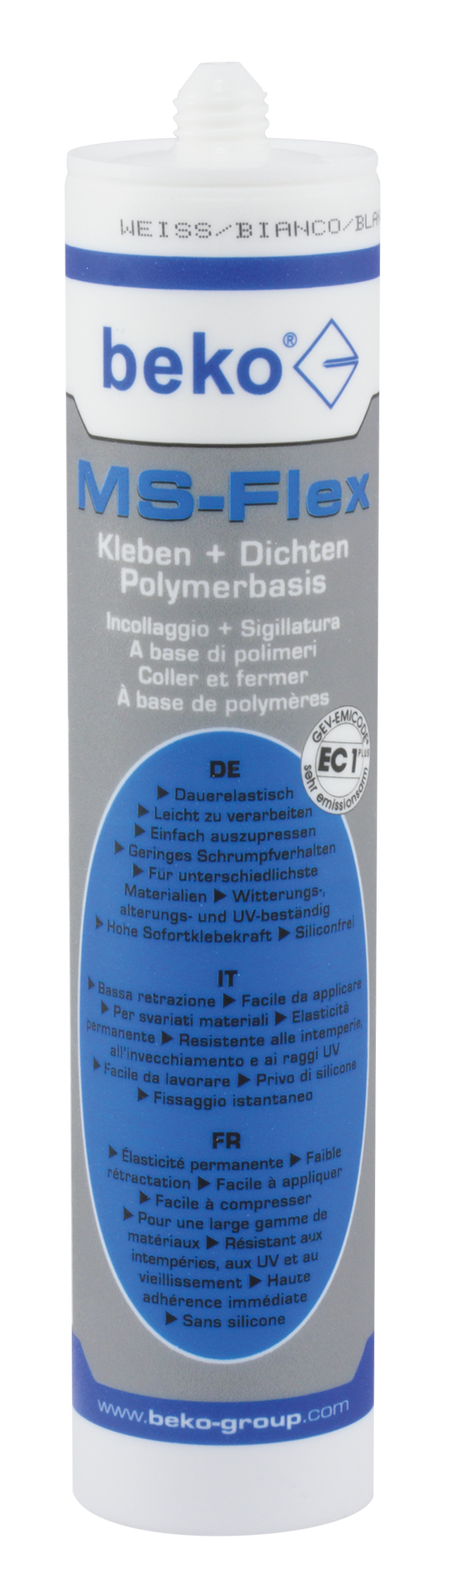 WEISS/BIANCO/BLA
beko®
MS-Flex
Kleben + Dichten
Polymerbasis
Incollaggio + Sigillatura
A base di polimeri
Coller et fermer
À base de polymères
GEV-EMICODE®
EC1PLUS
sehr emissionsarm
DE
▶ Dauerelastisch
▶ Leicht zu verarbeiten
▶ Einfach auszupressen
▶ Geringes Schrumpfverhalten
▶ Für unterschiedlichste
Materialien ▶ Witterungs-,
alterungs- und UV-beständig
▶ Hohe Sofortklebekraft ▶ Siliconfrei
IT
▶ Bassa retrazione ▶ Facile da applicare
▶ Per svariati materiali ▶ Elasticità
permanente ▶ Resistente alle intemperie,
all'invecchiamento e ai raggi UV
▶ Facile da lavorare ▶ Privo di silicone
▶ Fissaggio istantaneo
FR
▶ Élasticité permanente ▶ Faible
rétractation ▶ Facile à appliquer
▶ Facile à compresser
▶ Pour une large gamme de
matériaux ▶ Résistant aux
intempéries, aux UV et au
vieillissement ▶ Haute
adhérence immédiate
▶ Sans silicone
www.beko-group.com